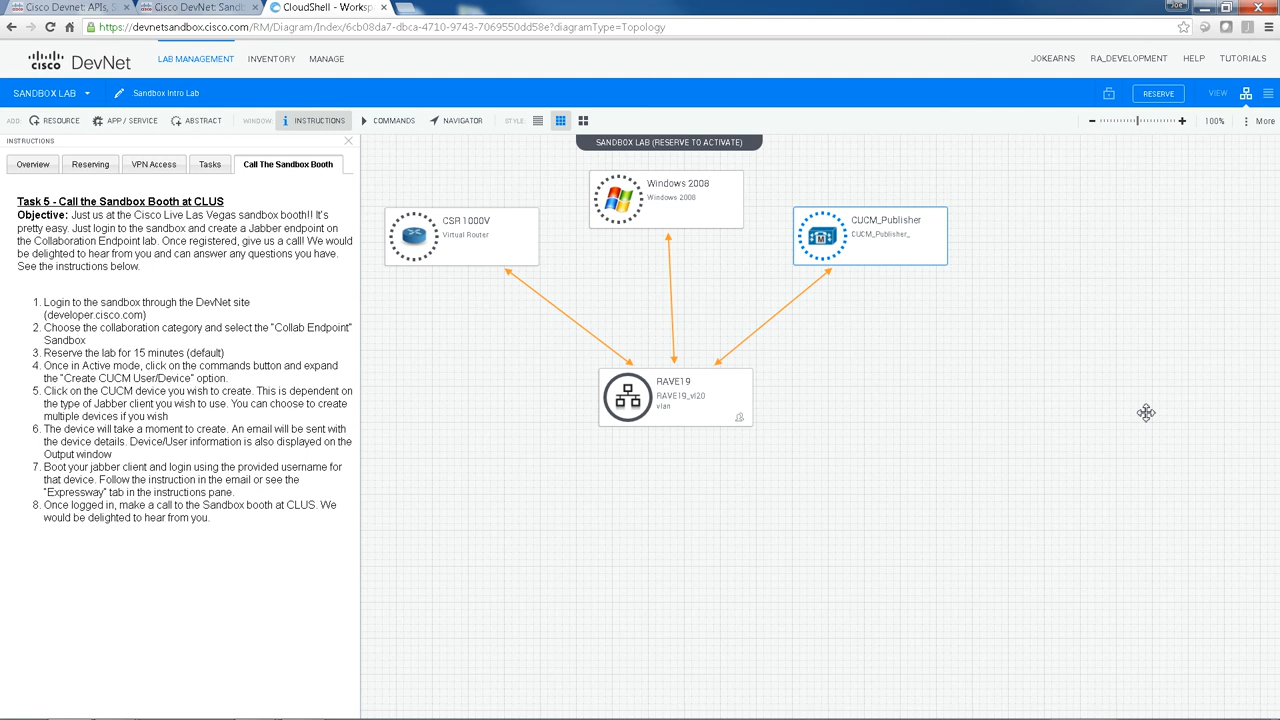 Joe
Cisco Devnet: APIs, S
Cisco DevNet: Sandb
CloudShell - Worksp
https://devnetsandbox.cisco.com/RM/Diagram/Index/6cb08da7-dbca-4710-9743-7069550dd58e?diagramType=Topology
CISCO DevNet LAB MANAGEMENT INVENTORY MANAGE JOKEARNS RA_DEVELOPMENT HELP TUTORIALS
SANDBOX LAB Sandbox Intro Lab RESERVE VIEW
ADD: RESOURCE APP / SERVICE ABSTRACT WINDOW: INSTRUCTIONS COMMANDS NAVIGATOR STYLE: 100% More
INSTRUCTIONS
Overview Reserving VPN Access Tasks Call The Sandbox Booth
Task 5 - Call the Sandbox Booth at CLUS
Objective: Just us at the Cisco Live Las Vegas sandbox booth!! It's
pretty easy. Just login to a sandbox and create a Jabber endpoint on
the Collaboration Endpoint lab. Once registered, give us a call! We would
be delighted to hear from you and can answer any questions you have.
See the instructions below.
1. Login to the sandbox through the DevNet site
(developer.cisco.com)
2. Choose the collaboration category and select the "Collab Endpoint"
Sandbox
3. Reserve the lab for 15 minutes (default)
4. Once in Active mode, click on the commands button and expand
the "Create CUCM User/Device" option.
5. Click on the CUCM device you wish to create. This is dependent on
the type of Jabber client you wish to use. You can choose to create
multiple devices if you wish
6. The device will take a moment to create. An email will be sent with
the device details. Device/User information is also displayed on the
Output window
7. Boot your jabber client and login using the provided username for
that device. Follow the instruction in the email or see the
"Expressway" tab in the instructions pane.
8. Once logged in, make a call to the Sandbox booth at CLUS. We
would be delighted to hear from you.
SANDBOX LAB (RESERVE TO ACTIVATE)
Windows 2008
Windows 2008
CSR 1000V
Virtual Router
CUCM_Publisher
CUCM_Publisher_
M
RAVE19
RAVE19_vl20
vlan